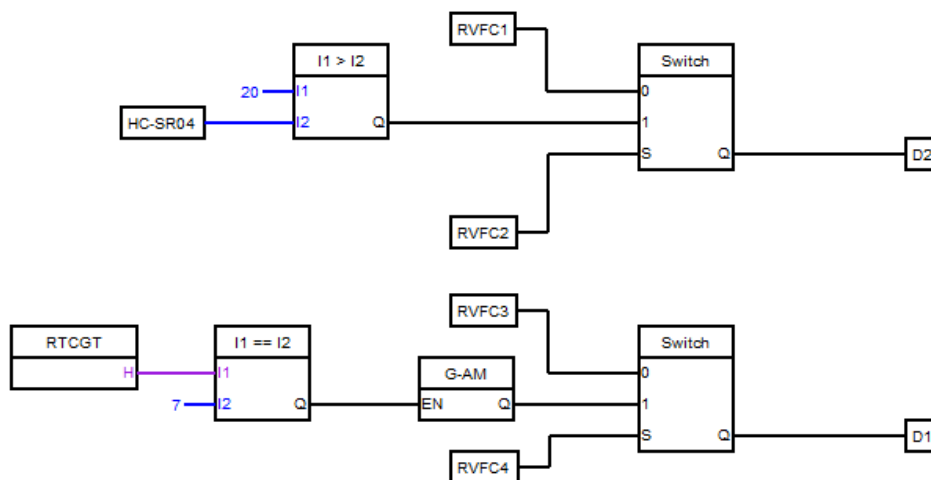 RVFC1
I1 > I2
Switch
20
I1
0
HC-SR04
I2
Q
1
S
Q
D2
RVFC2
RVFC3
RTCGT
I1 == I2
Switch
H
I1
G-AM
0
7
I2
Q
EN
Q
1
S
Q
D1
RVFC4